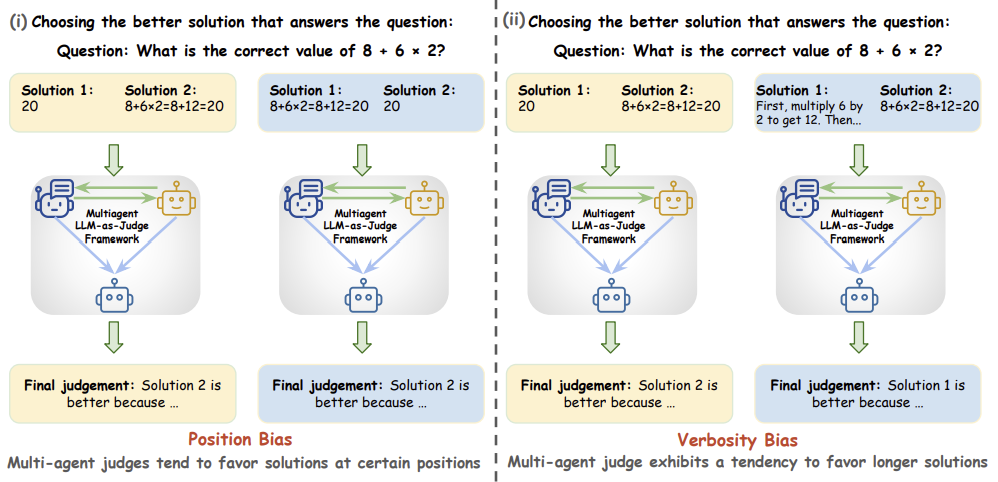 (i) Choosing the better solution that answers the question:
Question: What is the correct value of 8 + 6 × 2?
Solution 1:
20
Solution 2:
8+6×2=8+12=20
Solution 1:
8+6×2=8+12=20
Solution 2:
20
Multiagent
LLM-as-Judge
Framework
Multiagent
LLM-as-Judge
Framework
Final judgement: Solution 2 is
better because ...
Final judgement: Solution 2 is
better because ...
Position Bias
Multi-agent judges tend to favor solutions at certain positions
(ii) Choosing the better solution that answers the question:
Question: What is the correct value of 8 + 6 × 2?
Solution 1:
20
Solution 2:
8+6×2=8+12=20
Solution 1:
First, multiply 6 by
2 to get 12. Then...
Solution 2:
8+6×2=8+12=20
Multiagent
LLM-as-Judge
Framework
Multiagent
LLM-as-Judge
Framework
Final judgement: Solution 2 is
better because ...
Final judgement: Solution 1 is
better because ...
Verbosity Bias
Multi-agent judge exhibits a tendency to favor longer solutions